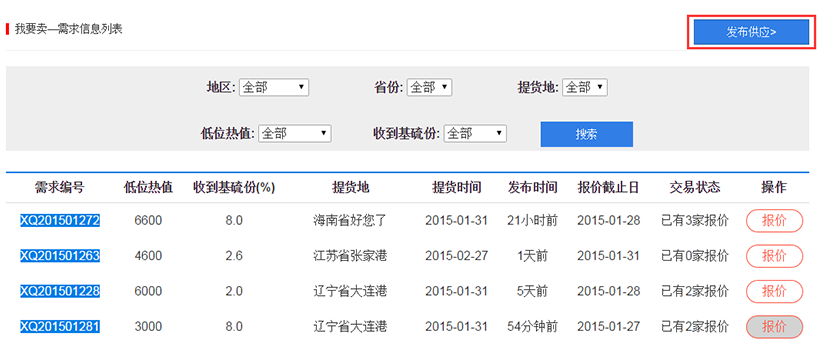 我要卖—需求信息列表
发布供应>
地区: 全部 省份: 全部 提货地: 全部
低位热值: 全部 收到基硫份: 全部 搜索
需求编号 低位热值 收到基硫份(%) 提货地 提货时间 发布时间 报价截止日 交易状态 操作
XQ201501272 6600 8.0 海南省好您了 2015-01-31 21小时前 2015-01-28 已有3家报价 报价
XQ201501263 4600 2.6 江苏省张家港 2015-02-27 1天前 2015-01-31 已有0家报价 报价
XQ201501228 6000 2.0 辽宁省大连港 2015-01-31 5天前 2015-01-28 已有2家报价 报价
XQ201501281 3000 8.0 辽宁省大连港 2015-01-31 54分钟前 2015-01-27 已有2家报价 报价